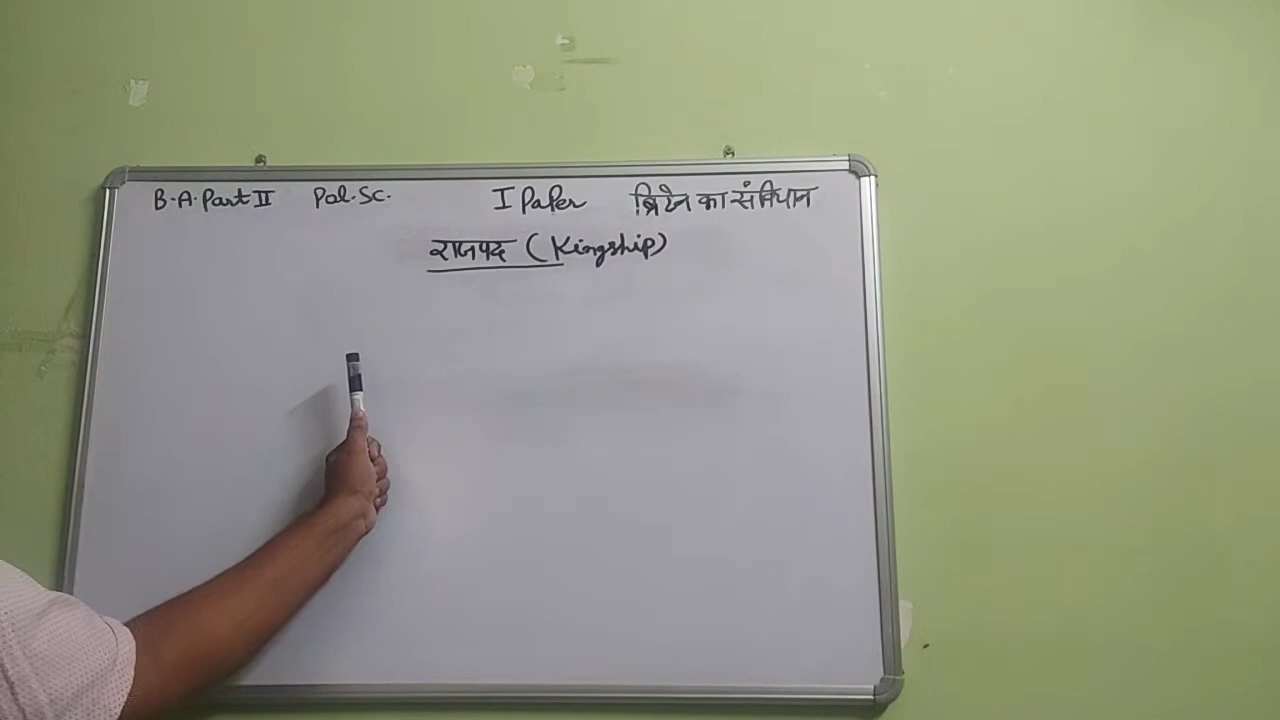 B.A. Part II Pol. Sc. I Paper ब्रिटेन का संविधान
राजपद (Kingship)